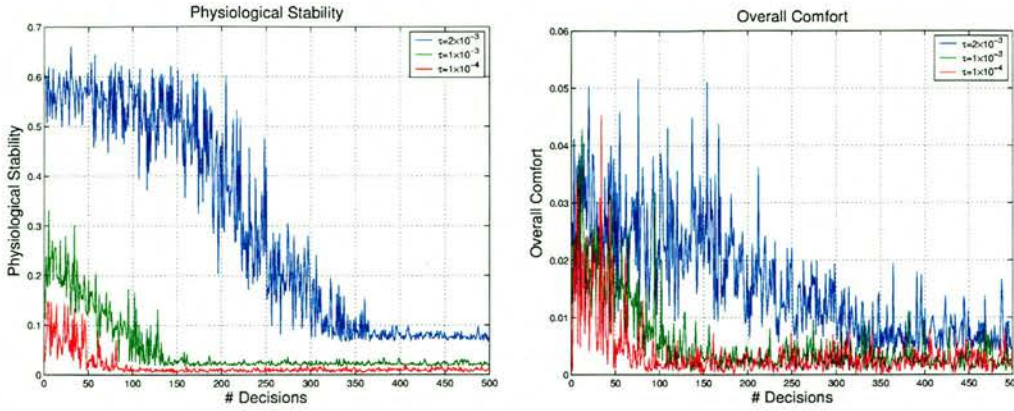 Physiological Stability
Physiological Stability
0.7
0.6
0.5
0.4
0.3
0.2
0.1
0
0 50 100 150 200 250 300 350 400 450 500
# Decisions
τ=2×10⁻³
τ=1×10⁻³
τ=1×10⁻⁴
Overall Comfort
Overall Comfort
0.06
0.05
0.04
0.03
0.02
0.01
0
0 50 100 150 200 250 300 350 400 450 500
# Decisions
τ=2×10⁻³
τ=1×10⁻³
τ=1×10⁻⁴